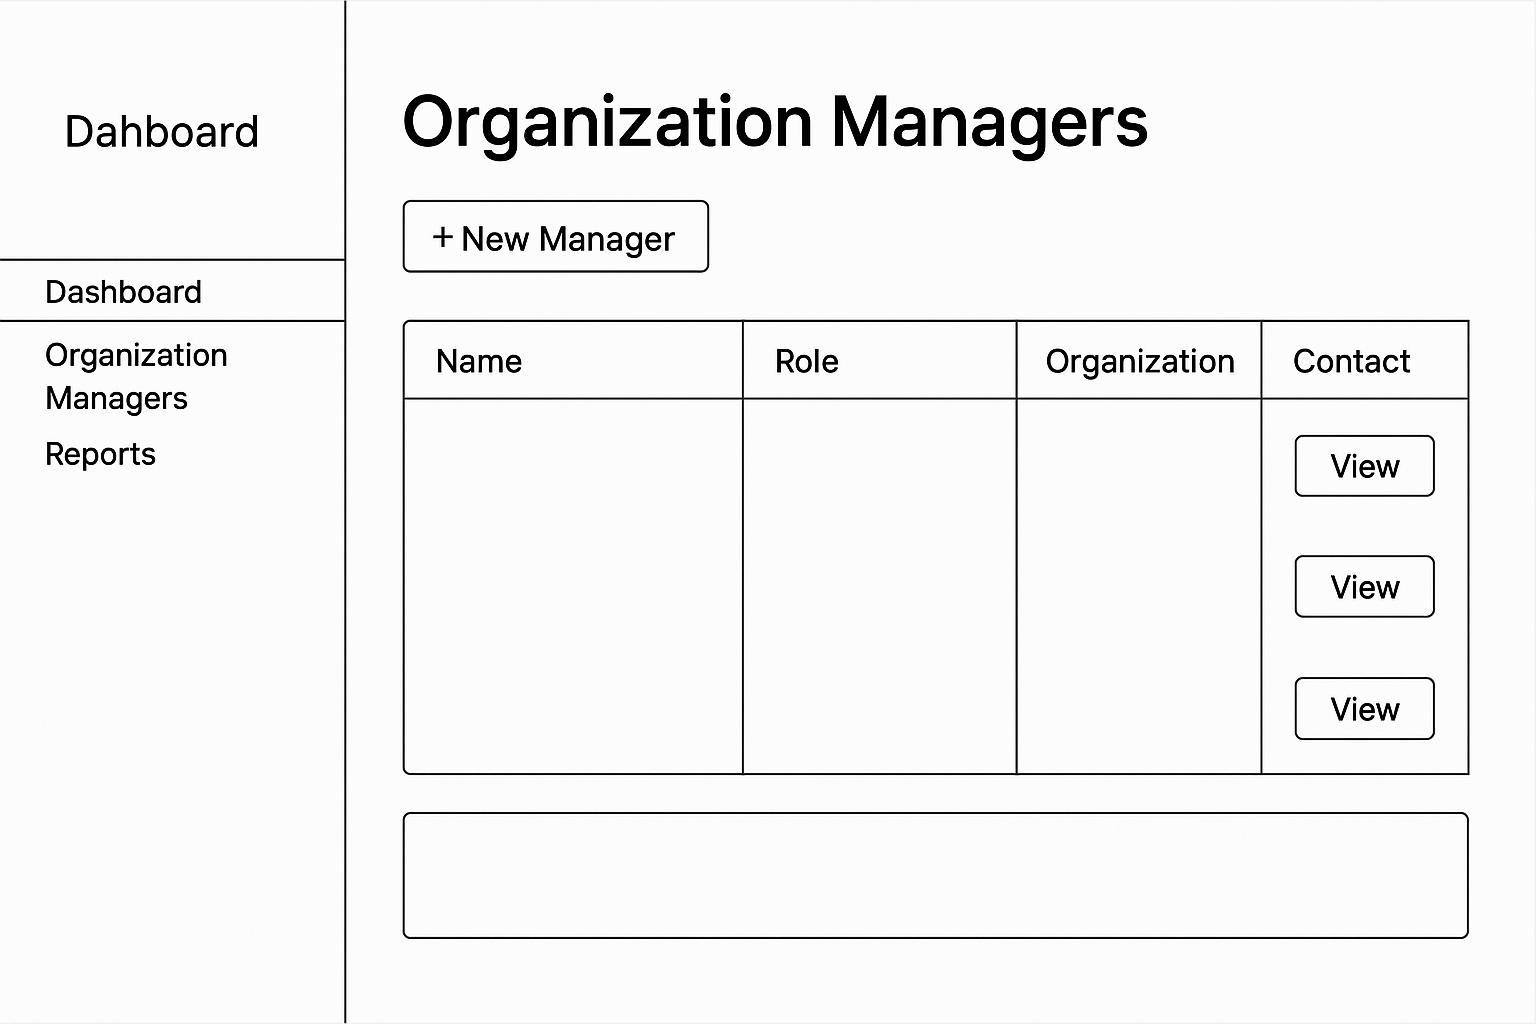 Dahboard
Dashboard
Organization
Managers
Reports
Organization Managers
+ New Manager
Name Role Organization Contact
View
View
View